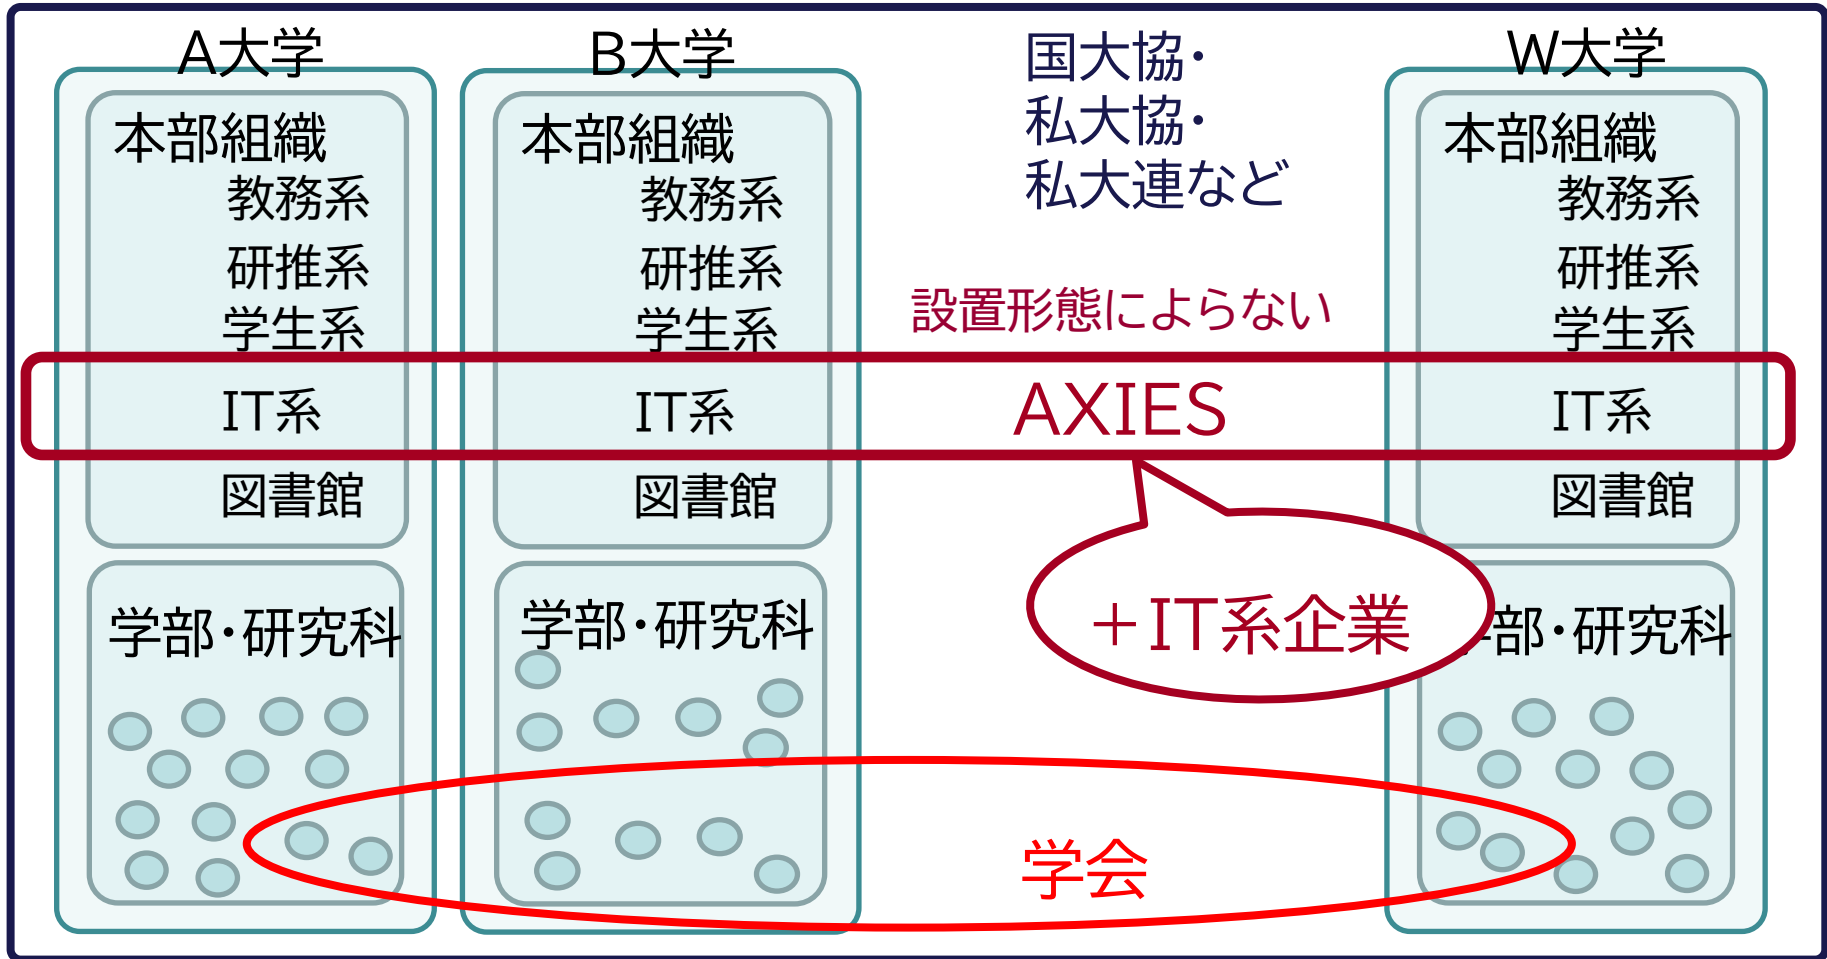 A大学
本部組織
教務系
研推系
学生系
IT系
図書館
学部・研究科
B大学
本部組織
教務系
研推系
学生系
IT系
図書館
学部・研究科
国大協・
私大協・
私大連など
設置形態によらない
AXIES
＋IT系企業
学会
W大学
本部組織
教務系
研推系
学生系
IT系
図書館
部・研究科